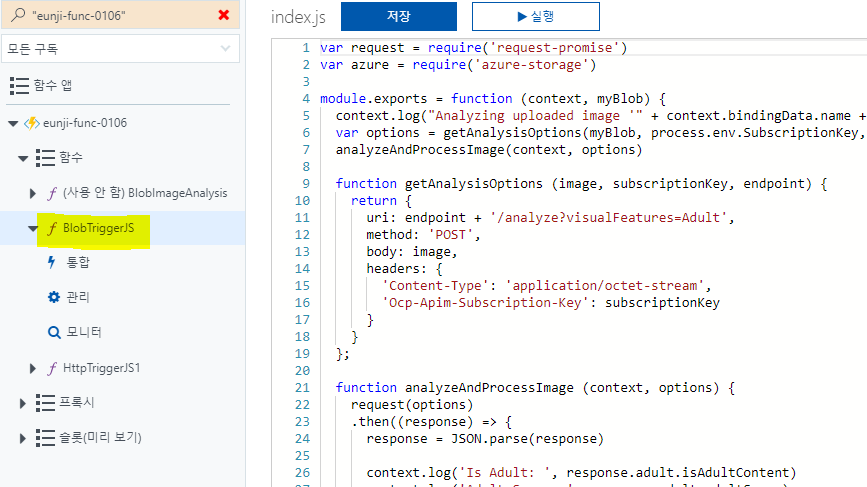 "eunji-func-0106"
모든 구독
함수 앱
eunji-func-0106
함수
f (사용 안 함) BlobImageAnalysis
f BlobTriggerJS
통합
관리
모니터
f HttpTriggerJS1
프록시
슬롯(미리 보기)
index.js 저장 실행
1 var request = require('request-promise')
2 var azure = require('azure-storage')
3
4 module.exports = function (context, myBlob) {
5 context.log("Analyzing uploaded image '" + context.bindingData.name +
6 var options = getAnalysisOptions(myBlob, process.env.SubscriptionKey,
7 analyzeAndProcessImage(context, options)
8
9 function getAnalysisOptions (image, subscriptionKey, endpoint) {
10 return {
11 uri: endpoint + '/analyze?visualFeatures=Adult',
12 method: 'POST',
13 body: image,
14 headers: {
15 'Content-Type': 'application/octet-stream',
16 'Ocp-Apim-Subscription-Key': subscriptionKey
17 }
18 }
19 };
20
21 function analyzeAndProcessImage (context, options) {
22 request(options)
23 .then((response) => {
24 response = JSON.parse(response)
25
26 context.log('Is Adult: ', response.adult.isAdultContent)